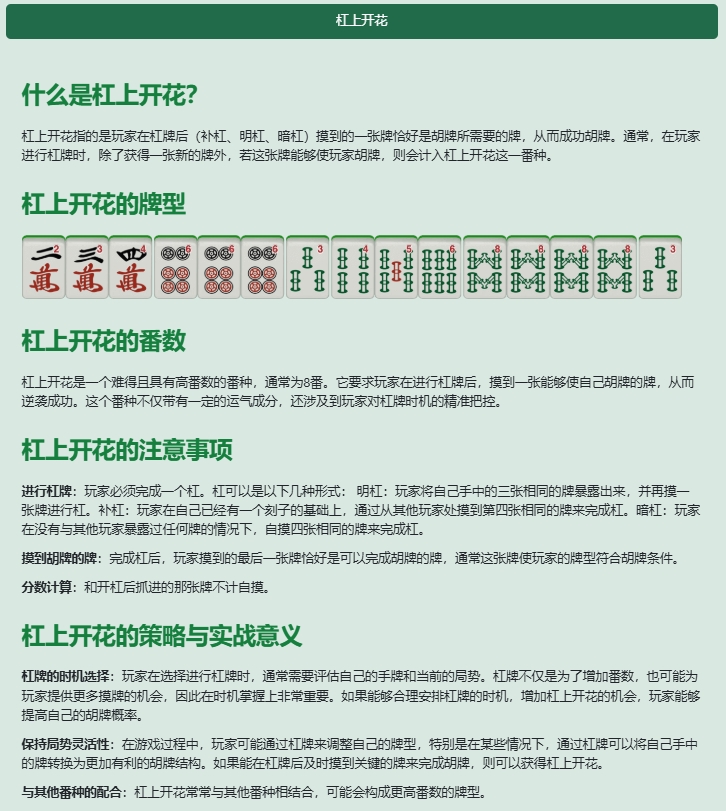 杠上开花
什么是杠上开花?
杠上开花指的是玩家在杠牌后（补杠、明杠、暗杠）摸到的一张牌恰好是胡牌所需要的牌，从而成功胡牌。通常，在玩家
进行杠牌时，除了获得一张新的牌外，若这张牌能够使玩家胡牌，则会计入杠上开花这一番种。
杠上开花的牌型
二萬2 三萬3 四萬4 6 6 6 3 4 5 6 8 8 8 8 3
杠上开花的番数
杠上开花是一个难得且具有高番数的番种，通常为8番。它要求玩家在进行杠牌后，摸到一张能够使自己胡牌的牌，从而
逆袭成功。这个番种不仅带有一定的运气成分，还涉及到玩家对杠牌时机的精准把控。
杠上开花的注意事项
进行杠牌：玩家必须完成一个杠。杠可以是以下几种形式： 明杠：玩家将自己手中的三张相同的牌暴露出来，并再摸一
张牌进行杠。补杠：玩家在自己已经有一个刻子的基础上，通过从其他玩家处摸到第四张相同的牌来完成杠。暗杠：玩家
在没有与其他玩家暴露过任何牌的情况下，自摸四张相同的牌来完成杠。
摸到胡牌的牌：完成杠后，玩家摸到的最后一张牌恰好是可以完成胡牌的牌，通常这张牌使玩家的牌型符合胡牌条件。
分数计算：和开杠后抓进的那张牌不计自摸。
杠上开花的策略与实战意义
杠牌的时机选择：玩家在选择进行杠牌时，通常需要评估自己的手牌和当前的局势。杠牌不仅是为了增加番数，也可能为
玩家提供更多摸牌的机会，因此在时机掌握上非常重要。如果能够合理安排杠牌的时机，增加杠上开花的机会，玩家能够
提高自己的胡牌概率。
保持局势灵活性：在游戏过程中，玩家可能通过杠牌来调整自己的牌型，特别是在某些情况下，通过杠牌可以将自己手中
的牌转换为更加有利的胡牌结构。如果能在杠牌后及时摸到关键的牌来完成胡牌，则可以获得杠上开花。
与其他番种的配合：杠上开花常常与其他番种相结合，可能会构成更高番数的牌型。